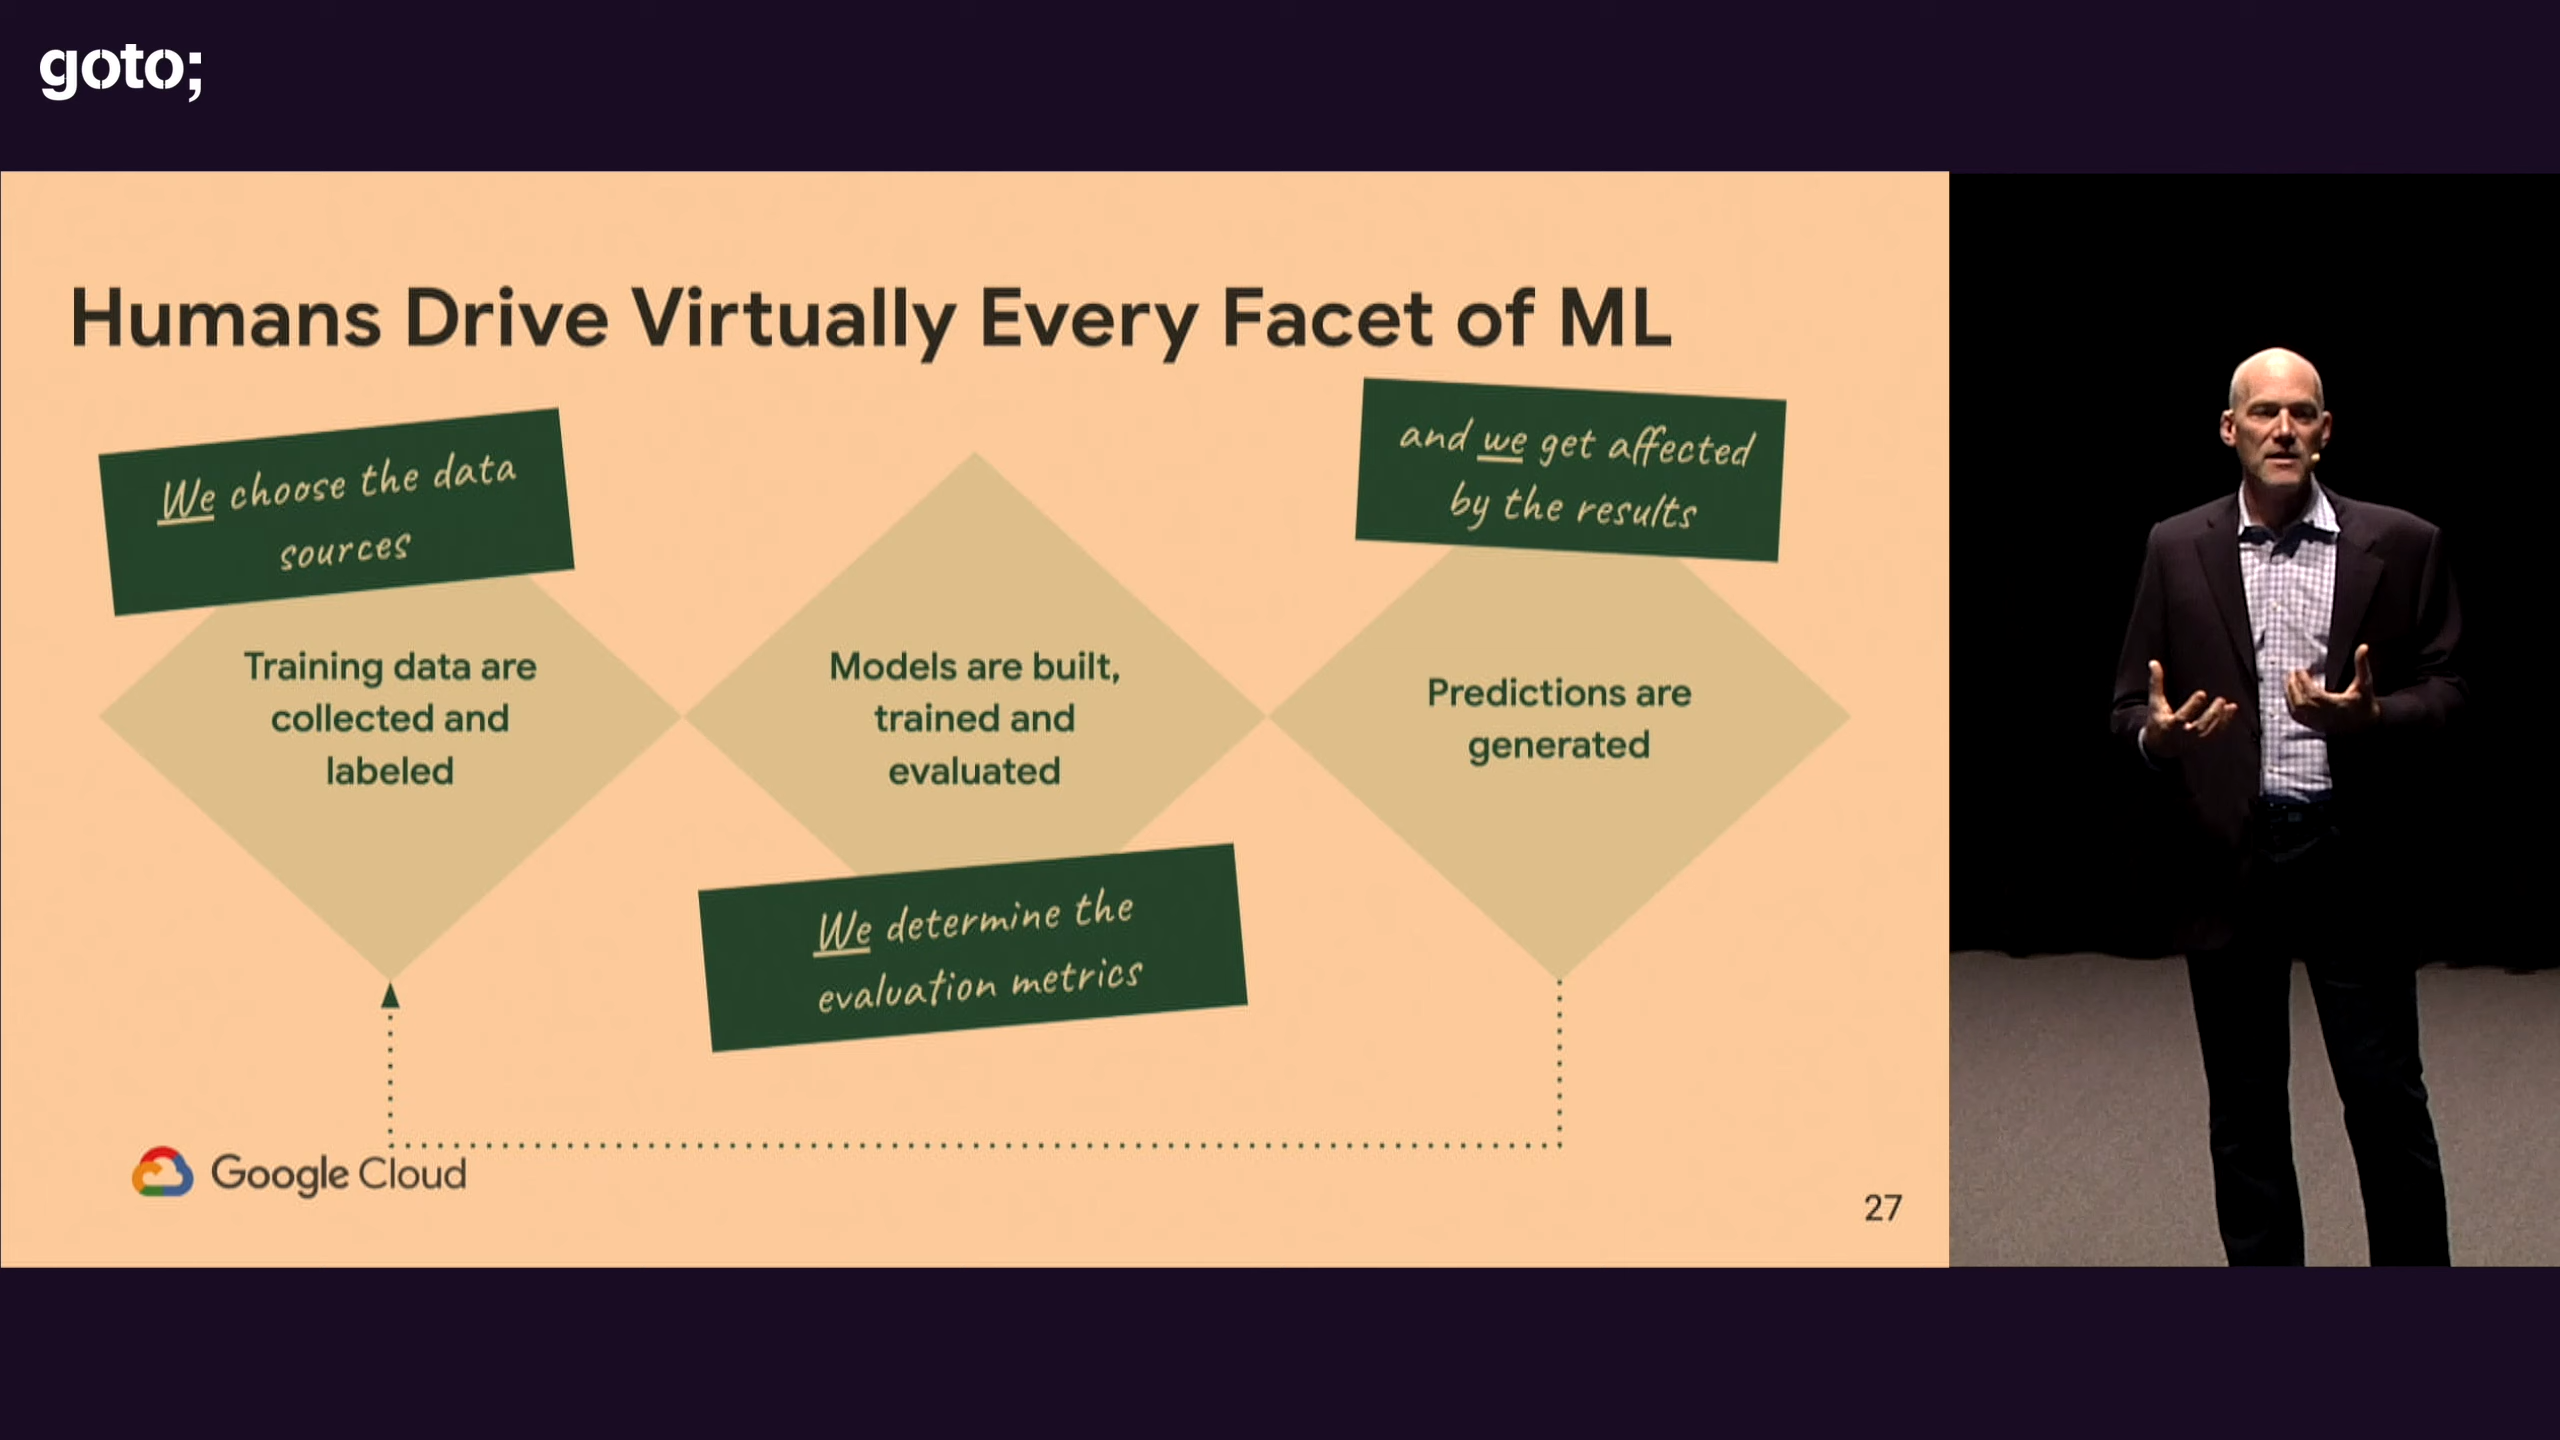 goto;
Humans Drive Virtually Every Facet of ML
We choose the data
sources
and we get affected
by the results
Training data are
collected and
labeled
Models are built,
trained and
evaluated
Predictions are
generated
We determine the
evaluation metrics
Google Cloud
27